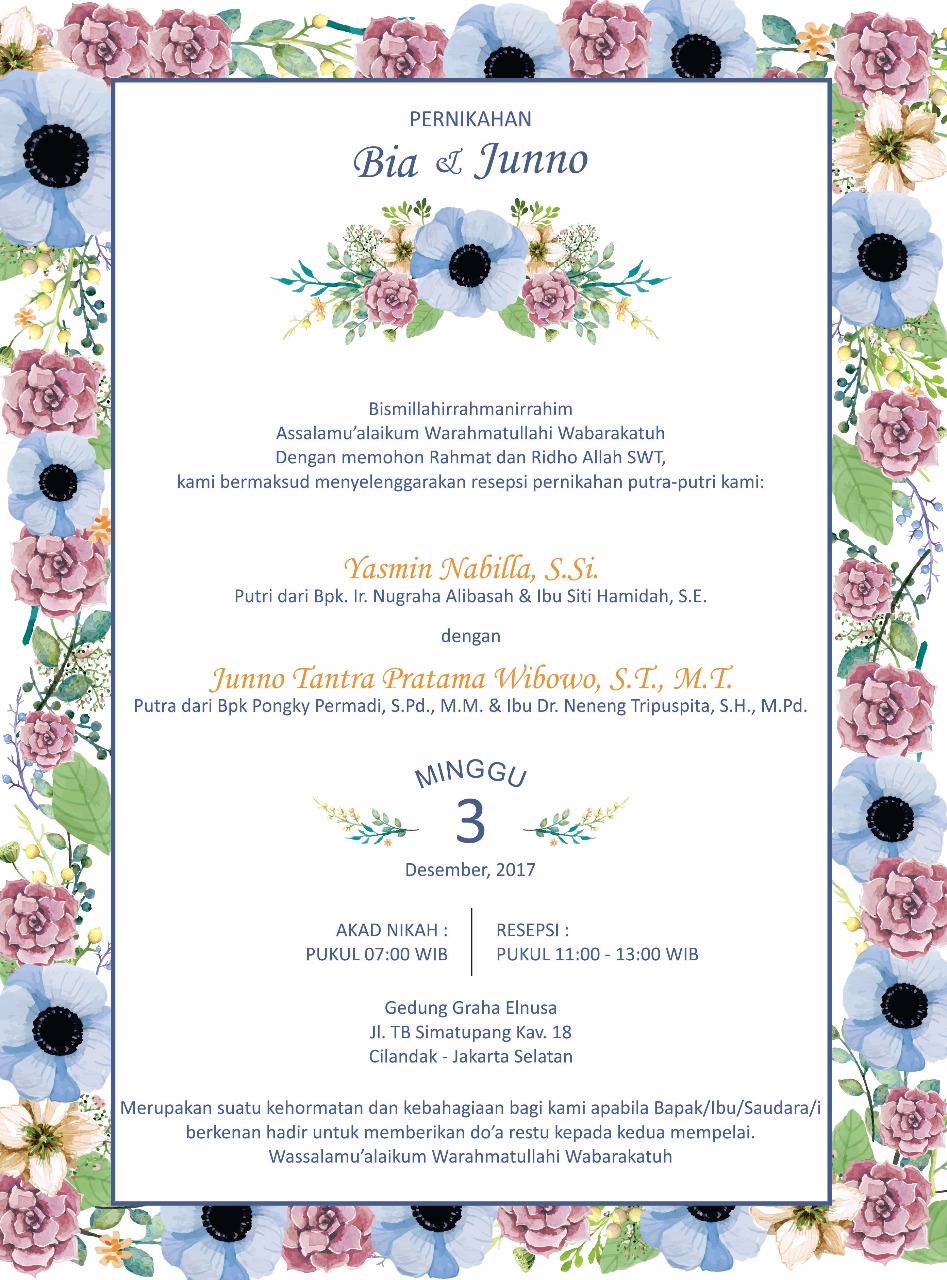 PERNIKAHAN
Bia & Junno
Bismillahirrahmanirrahim
Assalamu’alaikum Warahmatullahi Wabarakatuh
Dengan memohon Rahmat dan Ridho Allah SWT,
kami bermaksud menyelenggarakan resepsi pernikahan putra-putri kami:
Yasmin Nabilla, S.Si.
Putri dari Bpk. Ir. Nugraha Alibasah & Ibu Siti Hamidah, S.E.
dengan
Junno Tantra Pratama Wibowo, S.T., M.T.
Putra dari Bpk Pongky Permadi, S.Pd., M.M. & Ibu Dr. Neneng Tripuspita, S.H., M.Pd.
MINGGU
3
Desember, 2017
AKAD NIKAH :
PUKUL 07:00 WIB
RESEPSI :
PUKUL 11:00 - 13:00 WIB
Gedung Graha Elnusa
Jl. TB Simatupang Kav. 18
Cilandak - Jakarta Selatan
Merupakan suatu kehormatan dan kebahagiaan bagi kami apabila Bapak/Ibu/Saudara/i
berkenan hadir untuk memberikan do’a restu kepada kedua mempelai.
Wassalamu’alaikum Warahmatullahi Wabarakatuh